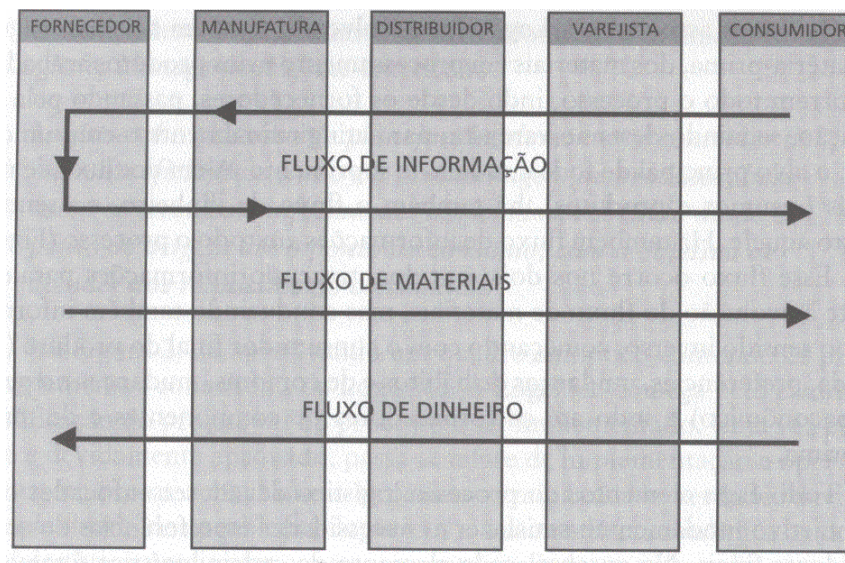 FORNECEDOR MANUFATURA DISTRIBUIDOR VAREJISTA CONSUMIDOR
FLUXO DE INFORMAÇÃO
FLUXO DE MATERIAIS
FLUXO DE DINHEIRO